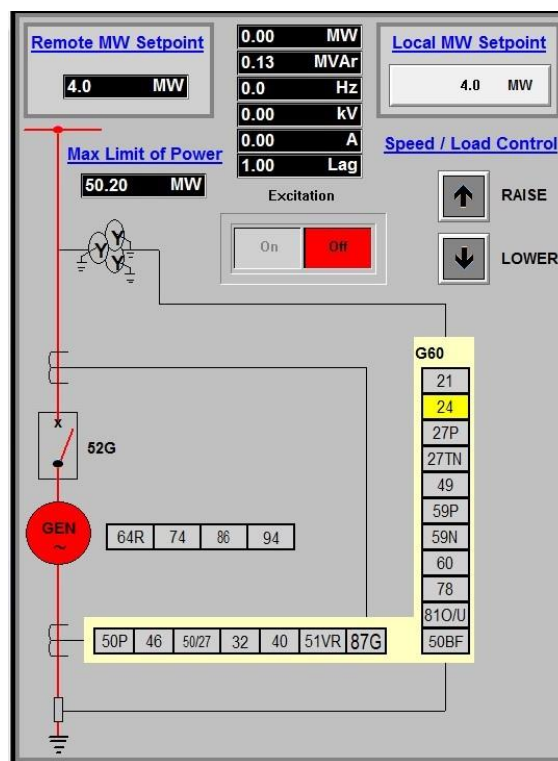 Remote MW Setpoint
4.0 MW
0.00 MW
0.13 MVAr
0.0 Hz
0.00 kV
0.00 A
1.00 Lag
Local MW Setpoint
4.0 MW
Max Limit of Power
50.20 MW
Speed / Load Control
RAISE
LOWER
Excitation
On Off
Y Y Y
G60
21
24
27P
27TN
49
59P
59N
60
78
81O/U
50BF
x
52G
GEN
~
64R 74 86 94
50P 46 50/27 32 40 51VR 87G